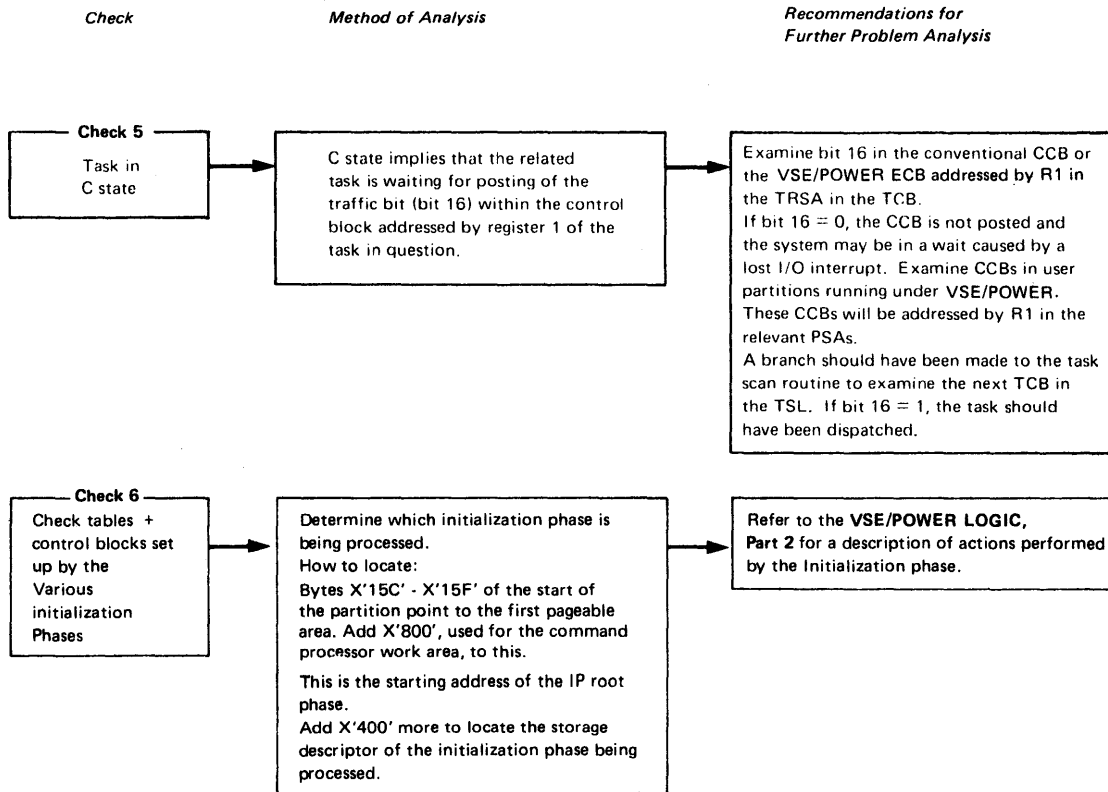 Check
Method of Analysis
Recommendations for
Further Problem Analysis
Check 5
Task in
C state
C state implies that the related
task is waiting for posting of the
traffic bit (bit 16) within the control
block addressed by register 1 of the
task in question.
Examine bit 16 in the conventional CCB or
the VSE/POWER ECB addressed by R1 in
the TRSA in the TCB.
If bit 16 = 0, the CCB is not posted and
the system may be in a wait caused by a
lost I/O interrupt. Examine CCBs in user
partitions running under VSE/POWER.
These CCBs will be addressed by R1 in the
relevant PSAs.
A branch should have been made to the task
scan routine to examine the next TCB in
the TSL. If bit 16 = 1, the task should
have been dispatched.
Check 6
Check tables +
control blocks set
up by the
Various
initialization
Phases
Determine which initialization phase is
being processed.
How to locate:
Bytes X'15C' - X'15F' of the start of
the partition point to the first pageable
area. Add X'800', used for the command
processor work area, to this.
This is the starting address of the IP root
phase.
Add X'400' more to locate the storage
descriptor of the initialization phase being
processed.
Refer to the VSE/POWER LOGIC,
Part 2 for a description of actions performed
by the Initialization phase.